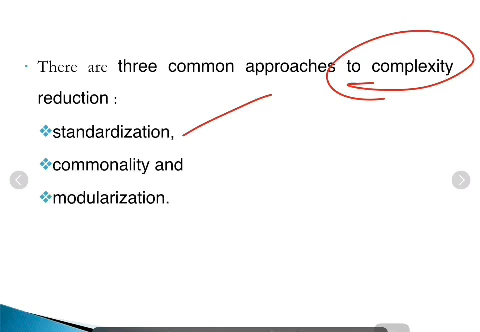 • There are three common approaches to complexity
reduction :
❖standardization,
❖commonality and
❖modularization.